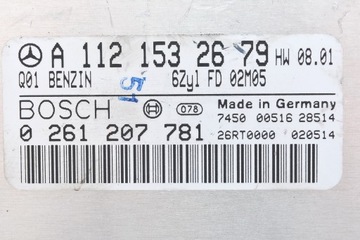 A 112 153 26 79 HW 08.01
Q01 BENZIN 6Zyl FD 02M05
51
BOSCH 078 Made in Germany
7450 00516 28514
0 261 207 781
26RT0000 020514